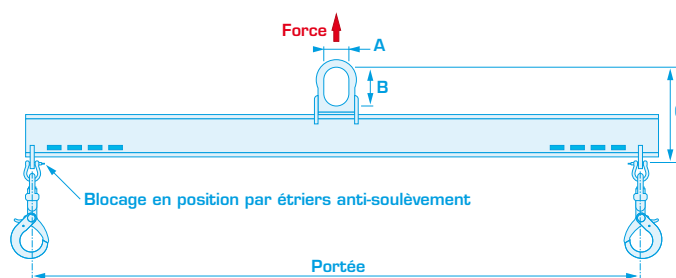 Force
A
B
Blocage en position par étriers anti-soulèvement
Portée